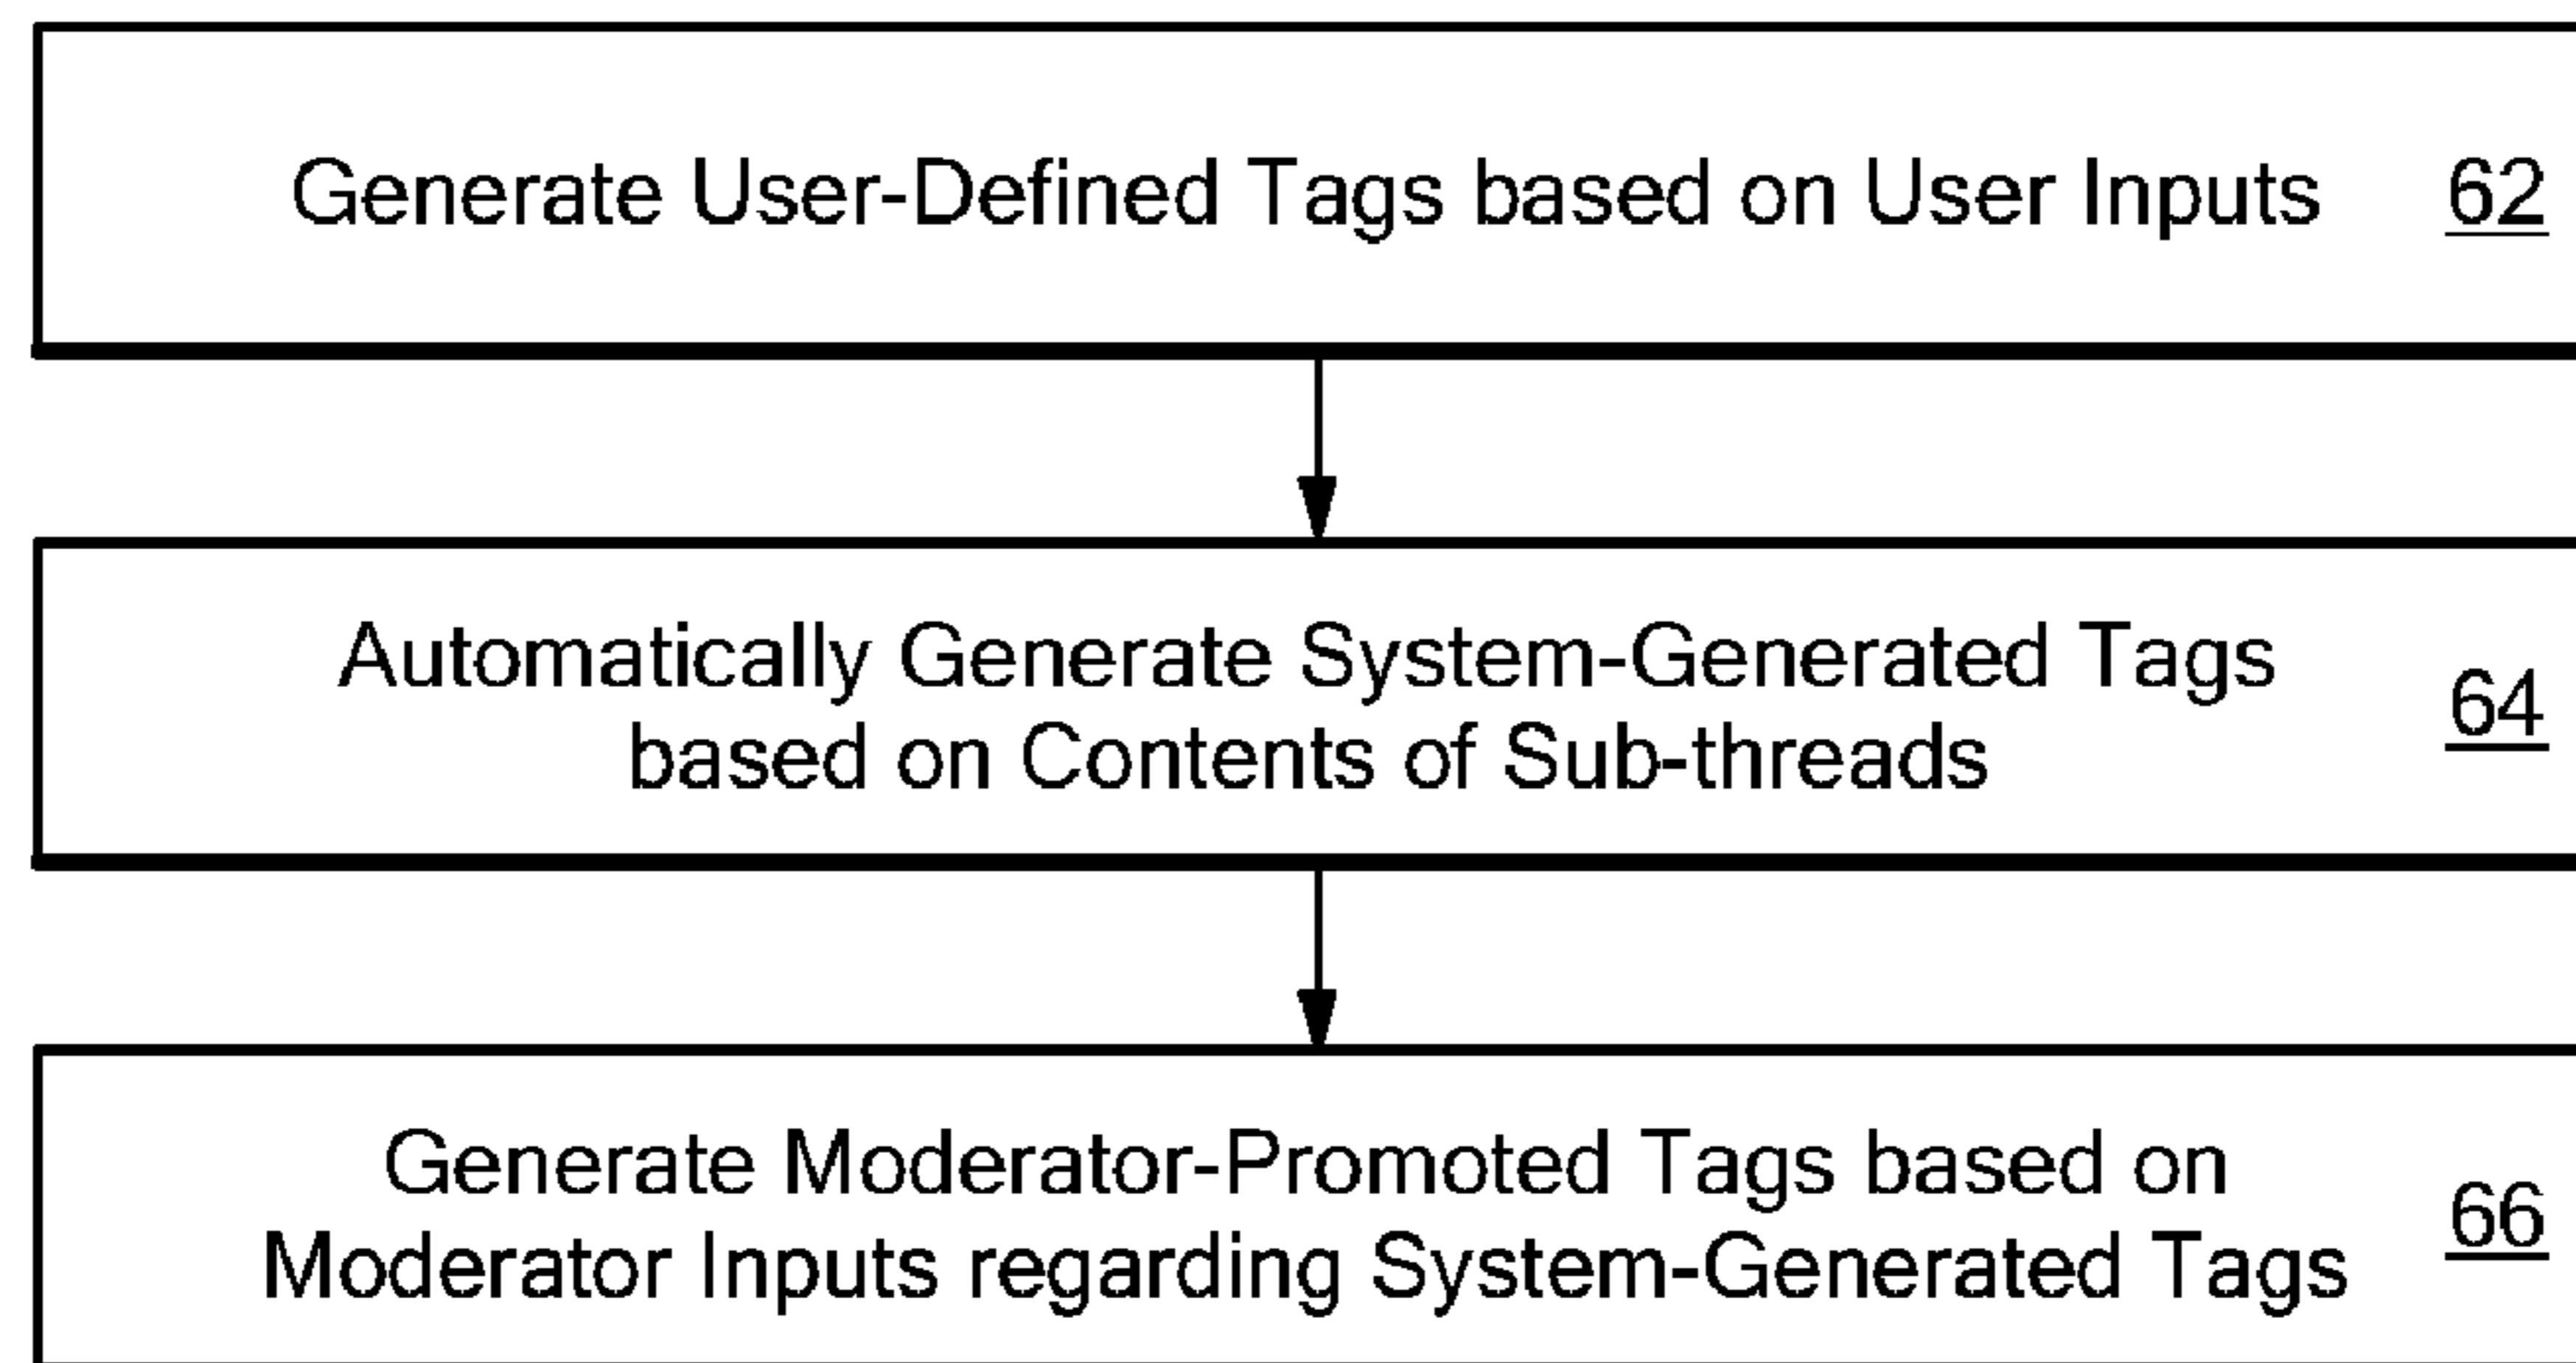 Generate User-Defined Tags based on User Inputs 62
Automatically Generate System-Generated Tags
based on Contents of Sub-threads 64
Generate Moderator-Promoted Tags based on
Moderator Inputs regarding System-Generated Tags 66